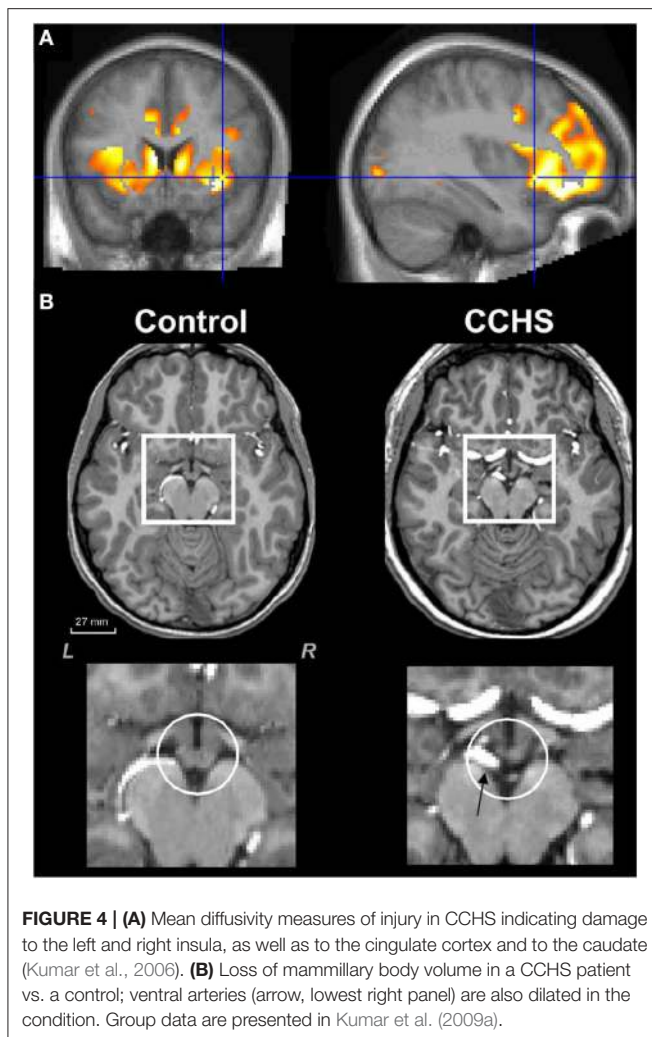 A
B
Control
CCHS
27 mm
L
R
FIGURE 4 | (A) Mean diffusivity measures of injury in CCHS indicating damage
to the left and right insula, as well as to the cingulate cortex and to the caudate
(Kumar et al., 2006). (B) Loss of mammillary body volume in a CCHS patient
vs. a control; ventral arteries (arrow, lowest right panel) are also dilated in the
condition. Group data are presented in Kumar et al. (2009a).